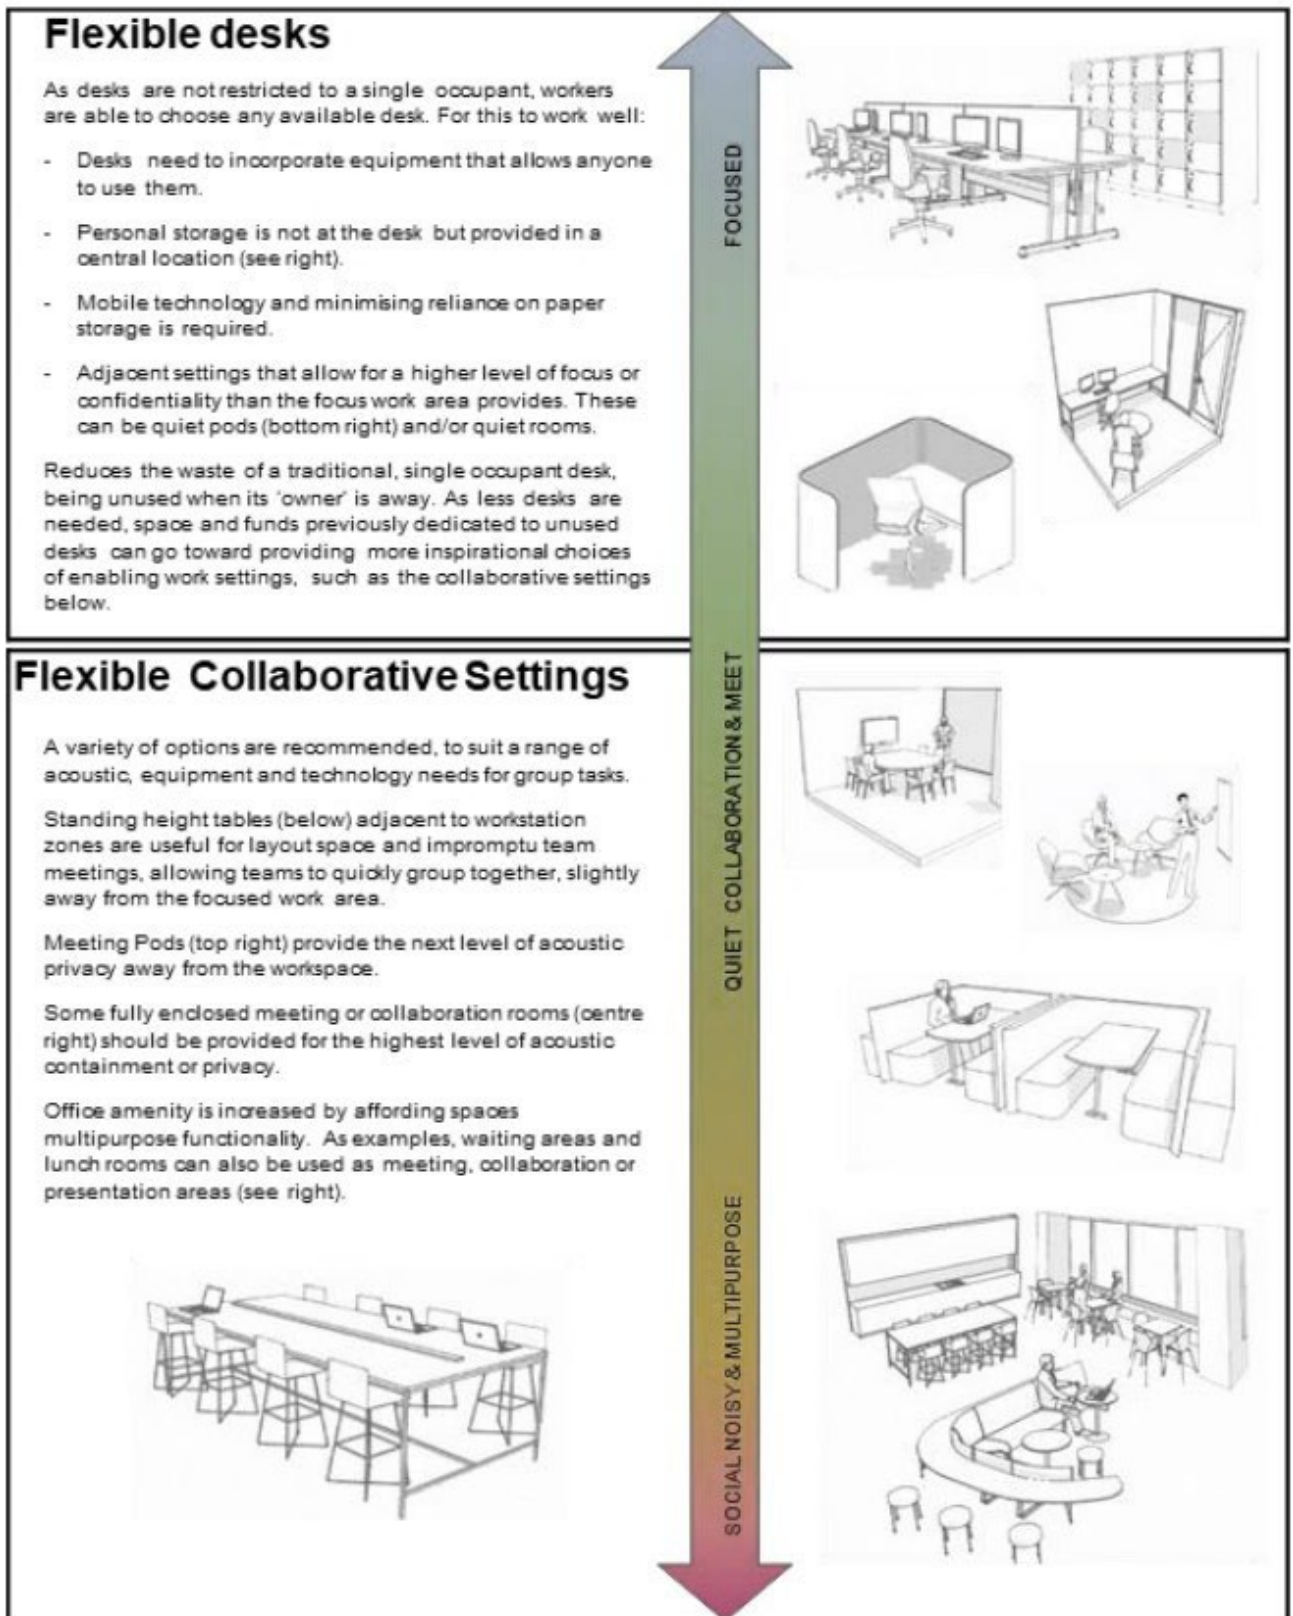 Flexible desks
As desks are not restricted to a single occupant, workers
are able to choose any available desk. For this to work well:
- Desks need to incorporate equipment that allows anyone
to use them.
- Personal storage is not at the desk but provided in a
central location (see right).
- Mobile technology and minimising reliance on paper
storage is required.
- Adjacent settings that allow for a higher level of focus or
confidentiality than the focus work area provides. These
can be quiet pods (bottom right) and/or quiet rooms.
Reduces the waste of a traditional, single occupant desk,
being unused when its 'owner' is away. As less desks are
needed, space and funds previously dedicated to unused
desks can go toward providing more inspirational choices
of enabling work settings, such as the collaborative settings
below.
FOCUSED
Flexible Collaborative Settings
A variety of options are recommended, to suit a range of
acoustic, equipment and technology needs for group tasks.
Standing height tables (below) adjacent to workstation
zones are useful for layout space and impromptu team
meetings, allowing teams to quickly group together, slightly
away from the focused work area.
Meeting Pods (top right) provide the next level of acoustic
privacy away from the workspace.
Some fully enclosed meeting or collaboration rooms (centre
right) should be provided for the highest level of acoustic
containment or privacy.
Office amenity is increased by affording spaces
multipurpose functionality. As examples, waiting areas and
lunch rooms can also be used as meeting, collaboration or
presentation areas (see right).
QUIET COLLABORATION & MEET
SOCIAL NOISY & MULTIPURPOSE